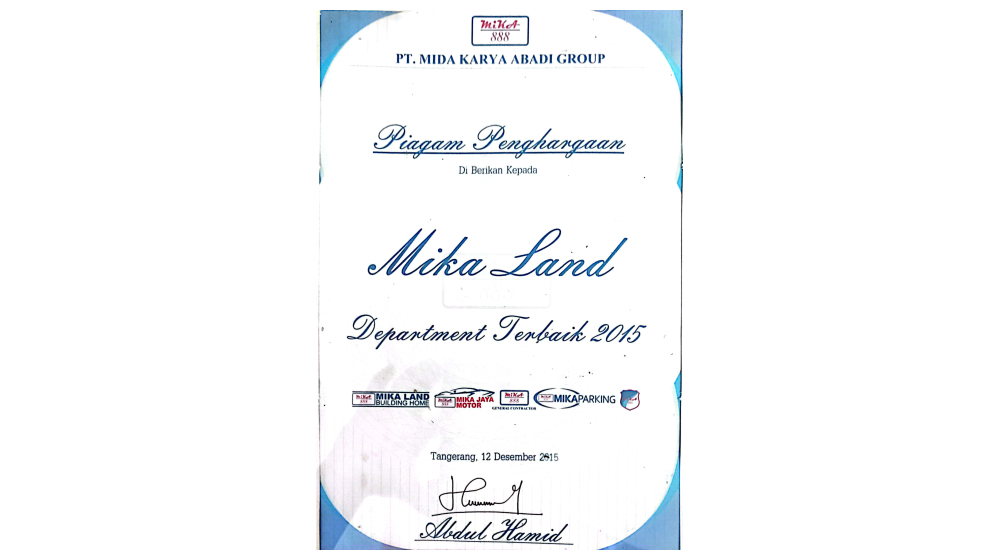 MiKA
888
PT. MIDA KARYA ABADI GROUP
Piagam Penghargaan
Di Berikan Kepada
Mika Land
Department Terbaik 2015
MiKA 888 MIKA LAND BUILDING HOME
MiKA 888 MIKA JAYA MOTOR
MiKA 888 GENERAL CONTRACTOR
MIKAPARKING
Tangerang, 12 Desember 2015
Abdul Hamid